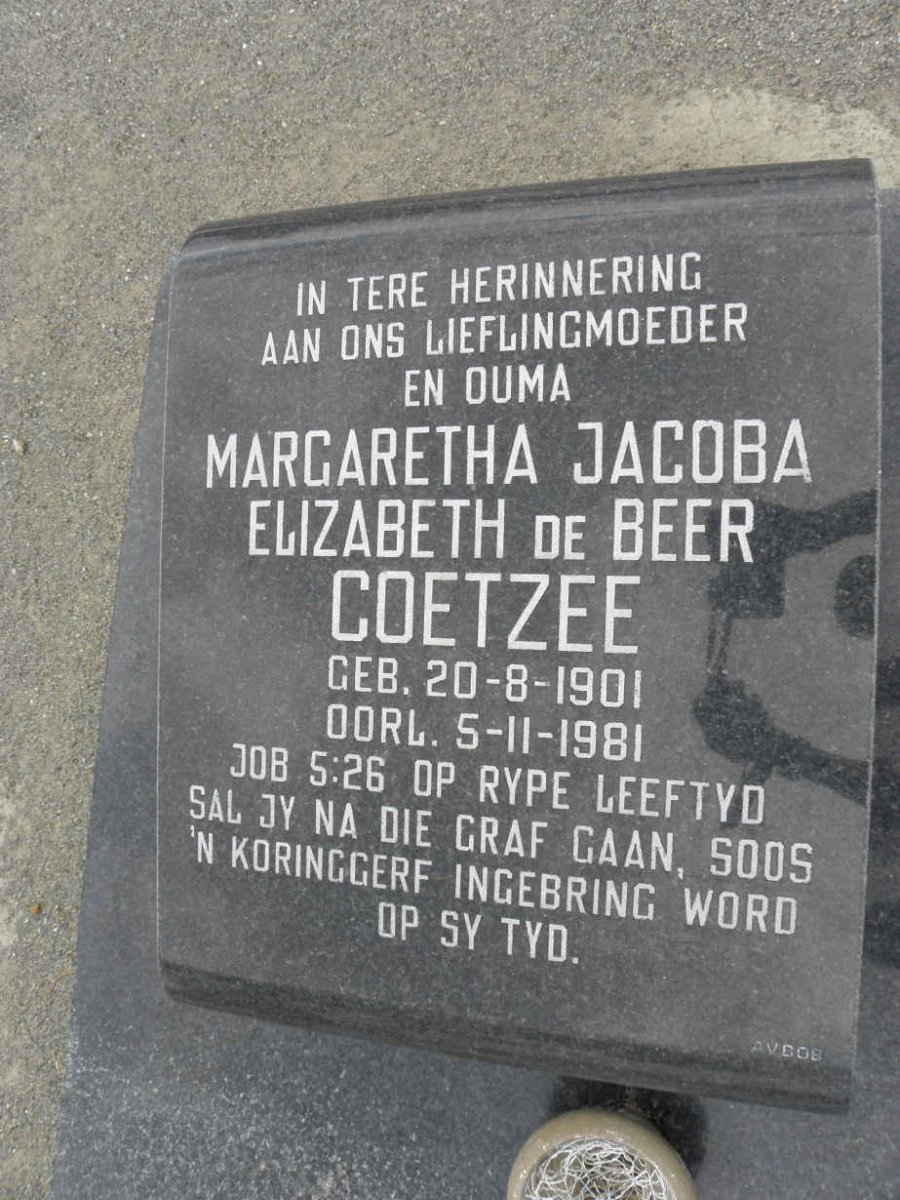 IN TERE HERINNERING
AAN ONS LIEFLINGMOEDER
EN OUMA
MARGARETHA JACOBA
ELIZABETH DE BEER
COETZEE
GEB. 20-8-1901
OORL. 5-11-1981
JOB 5:26 OP RYPE LEEFTYD
SAL JY NA DIE GRAF GAAN, SOOS
'N KORINGGERF INGEBRING WORD
OP SY TYD.
AVBOB